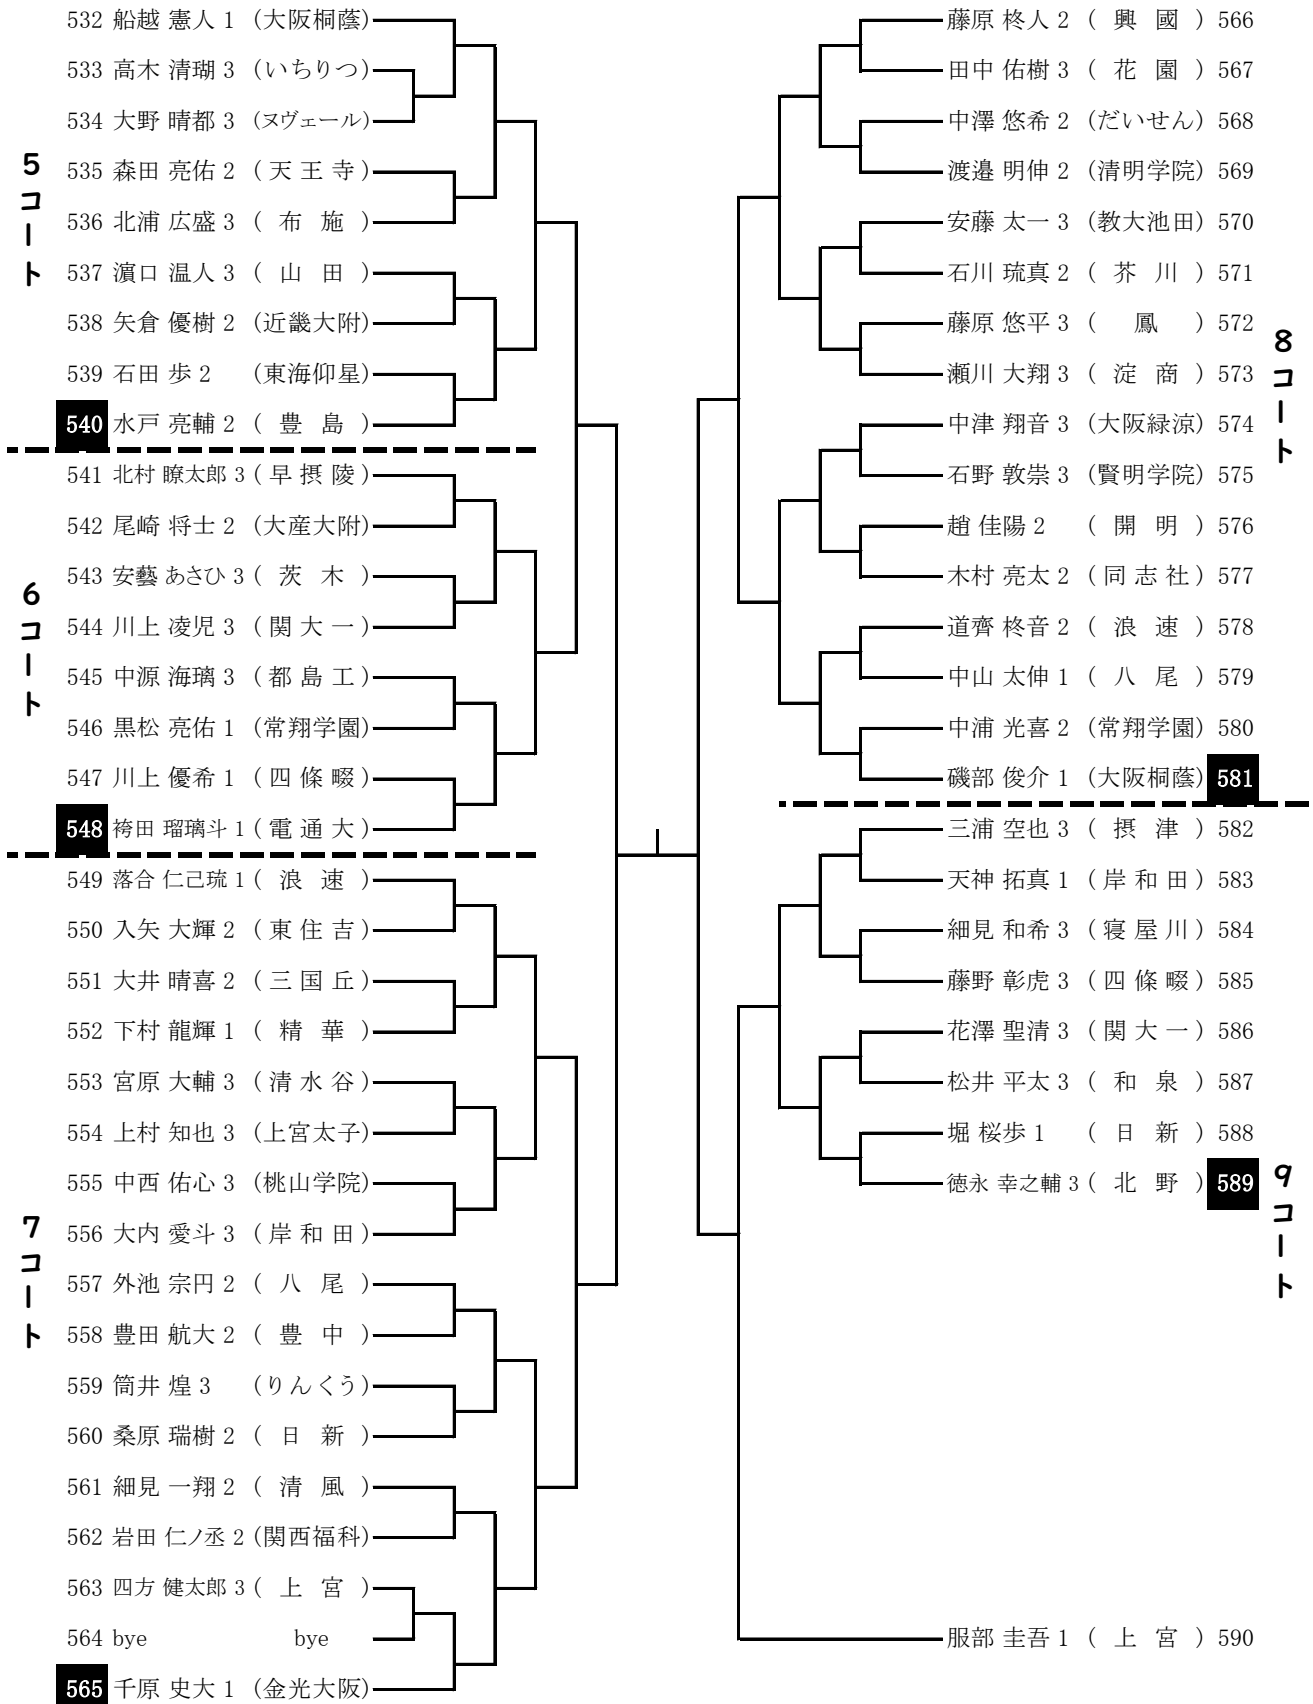 5コート
532 船越 憲人 1 (大阪桐蔭)
533 高木 清瑚 3 (いちりつ)
534 大野 晴都 3 (ヌヴェール)
535 森田 亮佑 2 (天王寺)
536 北浦 広盛 3 (布施)
537 濵口 温人 3 (山田)
538 矢倉 優樹 2 (近畿大附)
539 石田 歩 2 (東海仰星)
540 水戸 亮輔 2 (豊島)
6コート
541 北村 瞭太郎 3 (早摂陵)
542 尾崎 将士 2 (大産大附)
543 安藝 あさひ 3 (茨木)
544 川上 凌児 3 (関大一)
545 中源 海璃 3 (都島工)
546 黒松 亮佑 1 (常翔学園)
547 川上 優希 1 (四條畷)
548 袴田 瑠璃斗 1 (電通大)
7コート
549 落合 仁己琉 1 (浪速)
550 入矢 大輝 2 (東住吉)
551 大井 晴喜 2 (三国丘)
552 下村 龍輝 1 (精華)
553 宮原 大輔 3 (清水谷)
554 上村 知也 3 (上宮太子)
555 中西 佑心 3 (桃山学院)
556 大内 愛斗 3 (岸和田)
557 外池 宗円 2 (八尾)
558 豊田 航大 2 (豊中)
559 筒井 煌 3 (りんくう)
560 桑原 瑞樹 2 (日新)
561 細見 一翔 2 (清風)
562 岩田 仁ノ丞 2 (関西福科)
563 四方 健太郎 3 (上宮)
564 bye bye
565 千原 史大 1 (金光大阪)
8コート
藤原 柊人 2 (興國) 566
田中 佑樹 3 (花園) 567
中澤 悠希 2 (だいせん) 568
渡邉 明伸 2 (清明学院) 569
安藤 太一 3 (教大池田) 570
石川 琉真 2 (芥川) 571
藤原 悠平 3 (鳳) 572
瀬川 大翔 3 (淀商) 573
中津 翔音 3 (大阪緑涼) 574
石野 敦崇 3 (賢明学院) 575
趙 佳陽 2 (開明) 576
木村 亮太 2 (同志社) 577
道齊 柊音 2 (浪速) 578
中山 太伸 1 (八尾) 579
中浦 光喜 2 (常翔学園) 580
磯部 俊介 1 (大阪桐蔭) 581
9コート
三浦 空也 3 (摂津) 582
天神 拓真 1 (岸和田) 583
細見 和希 3 (寝屋川) 584
藤野 彰虎 3 (四條畷) 585
花澤 聖清 3 (関大一) 586
松井 平太 3 (和泉) 587
堀 桜歩 1 (日新) 588
徳永 幸之輔 3 (北野) 589
服部 圭吾 1 (上宮) 590